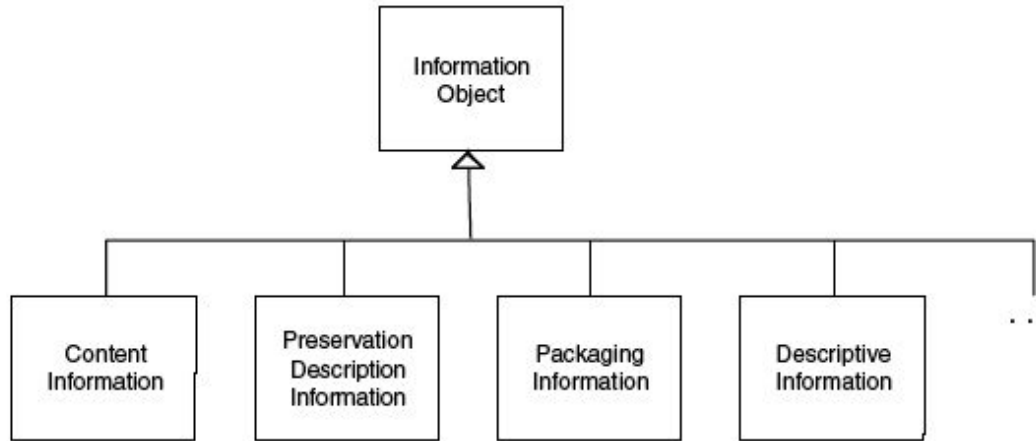 Information
Object
Content
Information
Preservation
Description
Information
Packaging
Information
Descriptive
Information
. .